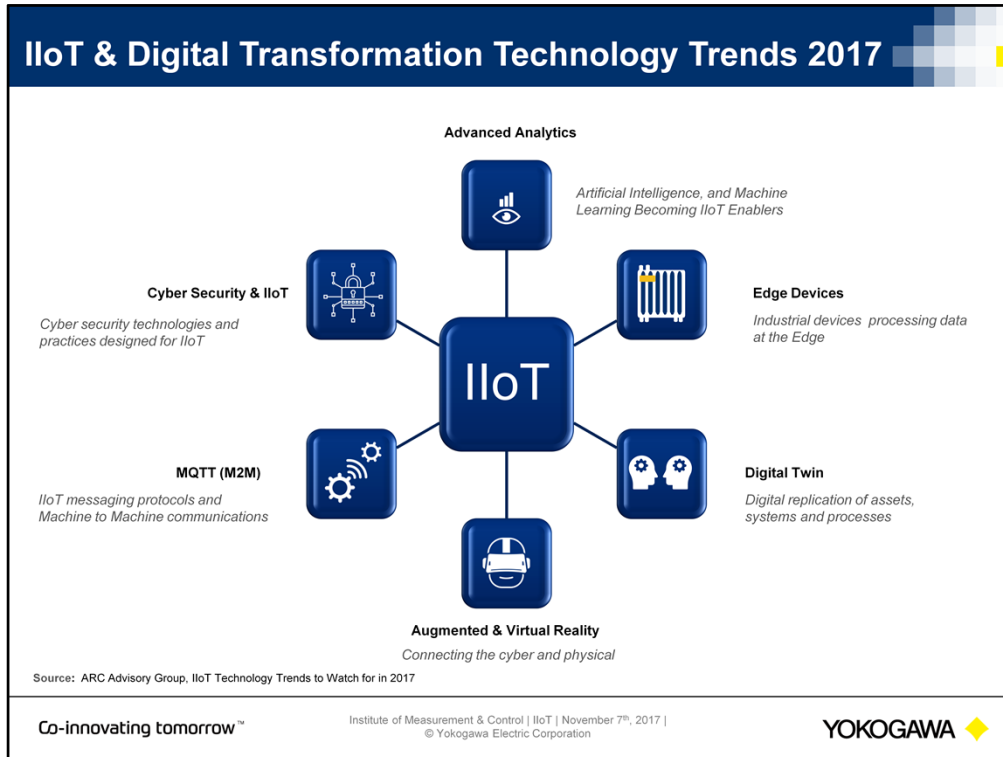 IIoT & Digital Transformation Technology Trends 2017
Advanced Analytics
Artificial Intelligence, and Machine
Learning Becoming IIoT Enablers
Cyber Security & IIoT
Cyber security technologies and
practices designed for IIoT
Edge Devices
Industrial devices processing data
at the Edge
IIoT
MQTT (M2M)
IIoT messaging protocols and
Machine to Machine communications
Digital Twin
Digital replication of assets,
systems and processes
Augmented & Virtual Reality
Connecting the cyber and physical
Source: ARC Advisory Group, IIoT Technology Trends to Watch for in 2017
Co-innovating tomorrow™
Institute of Measurement & Control | IIoT | November 7th, 2017 |
© Yokogawa Electric Corporation
YOKOGAWA